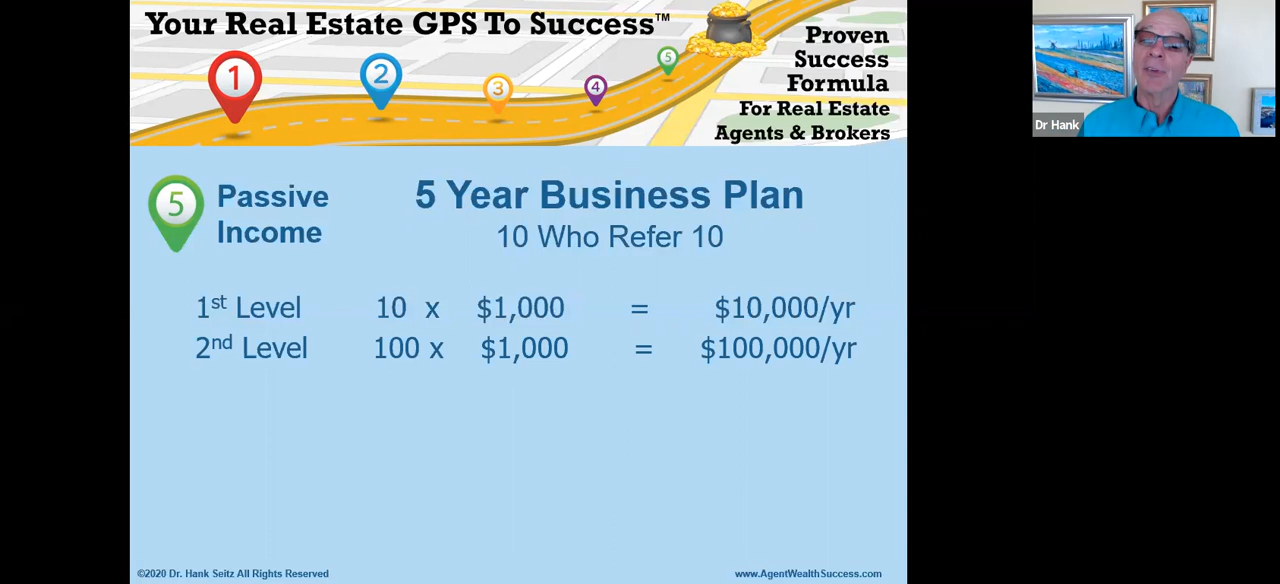 Your Real Estate GPS To Success™
Proven
Success
Formula
For Real Estate
Agents & Brokers
1
2
3
4
5
Dr Hank
5
Passive
Income
5 Year Business Plan
10 Who Refer 10
1st Level 10 x $1,000 = $10,000/yr
2nd Level 100 x $1,000 = $100,000/yr
©2020 Dr. Hank Seitz All Rights Reserved
www.AgentWealthSuccess.com